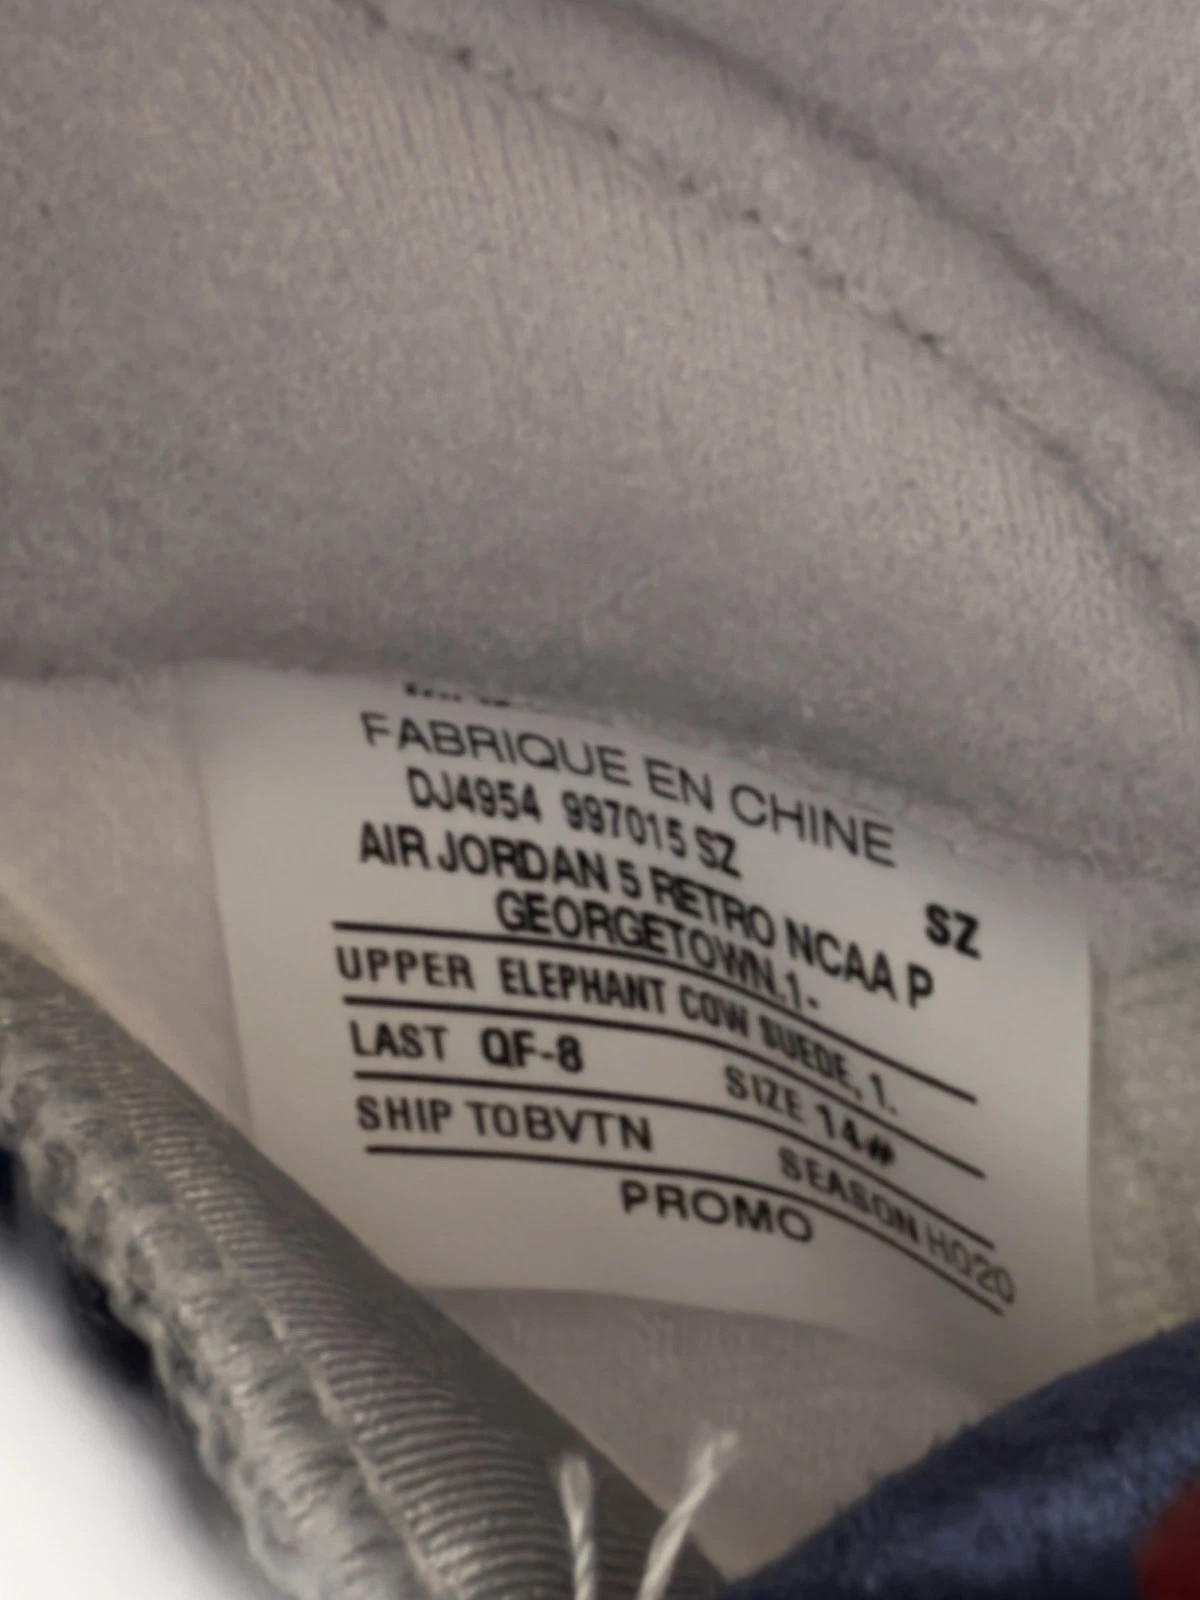 FABRIQUE EN CHINE
DJ4954 997015 SZ
SZ
AIR JORDAN 5 RETRO NCAA P
GEORGETOWN.1-
UPPER ELEPHANT COW SUEDE, 1.
LAST QF-8 SIZE 14#
SHIP TOBVTN SEASON HO20
PROMO